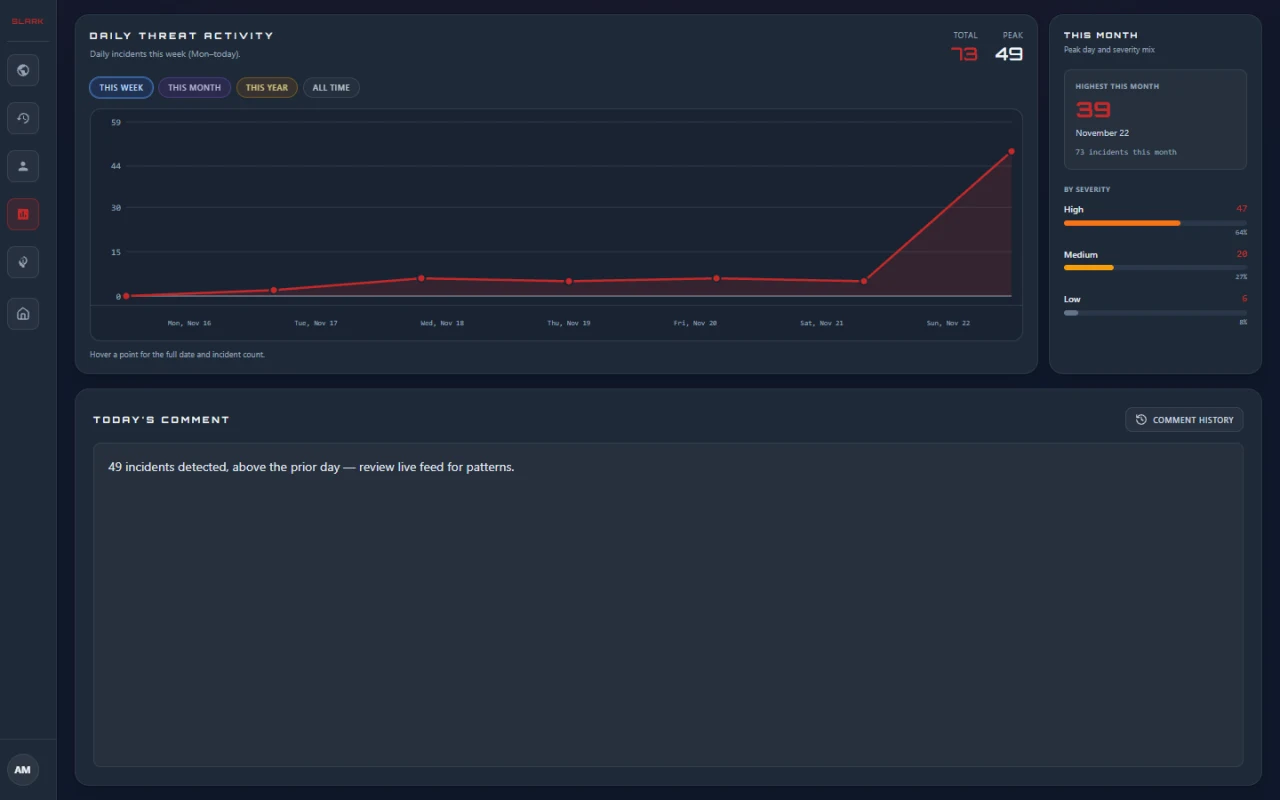 SLARK
DAILY THREAT ACTIVITY
Daily incidents this week (Mon–today).
TOTAL
73
PEAK
49
THIS WEEK
THIS MONTH
THIS YEAR
ALL TIME
59
44
30
15
0
Mon, Nov 16
Tue, Nov 17
Wed, Nov 18
Thu, Nov 19
Fri, Nov 20
Sat, Nov 21
Sun, Nov 22
Hover a point for the full date and incident count.
THIS MONTH
Peak day and severity mix
HIGHEST THIS MONTH
39
November 22
73 incidents this month
BY SEVERITY
High 47
64%
Medium 20
27%
Low 6
8%
TODAY'S COMMENT
COMMENT HISTORY
49 incidents detected, above the prior day — review live feed for patterns.
AM